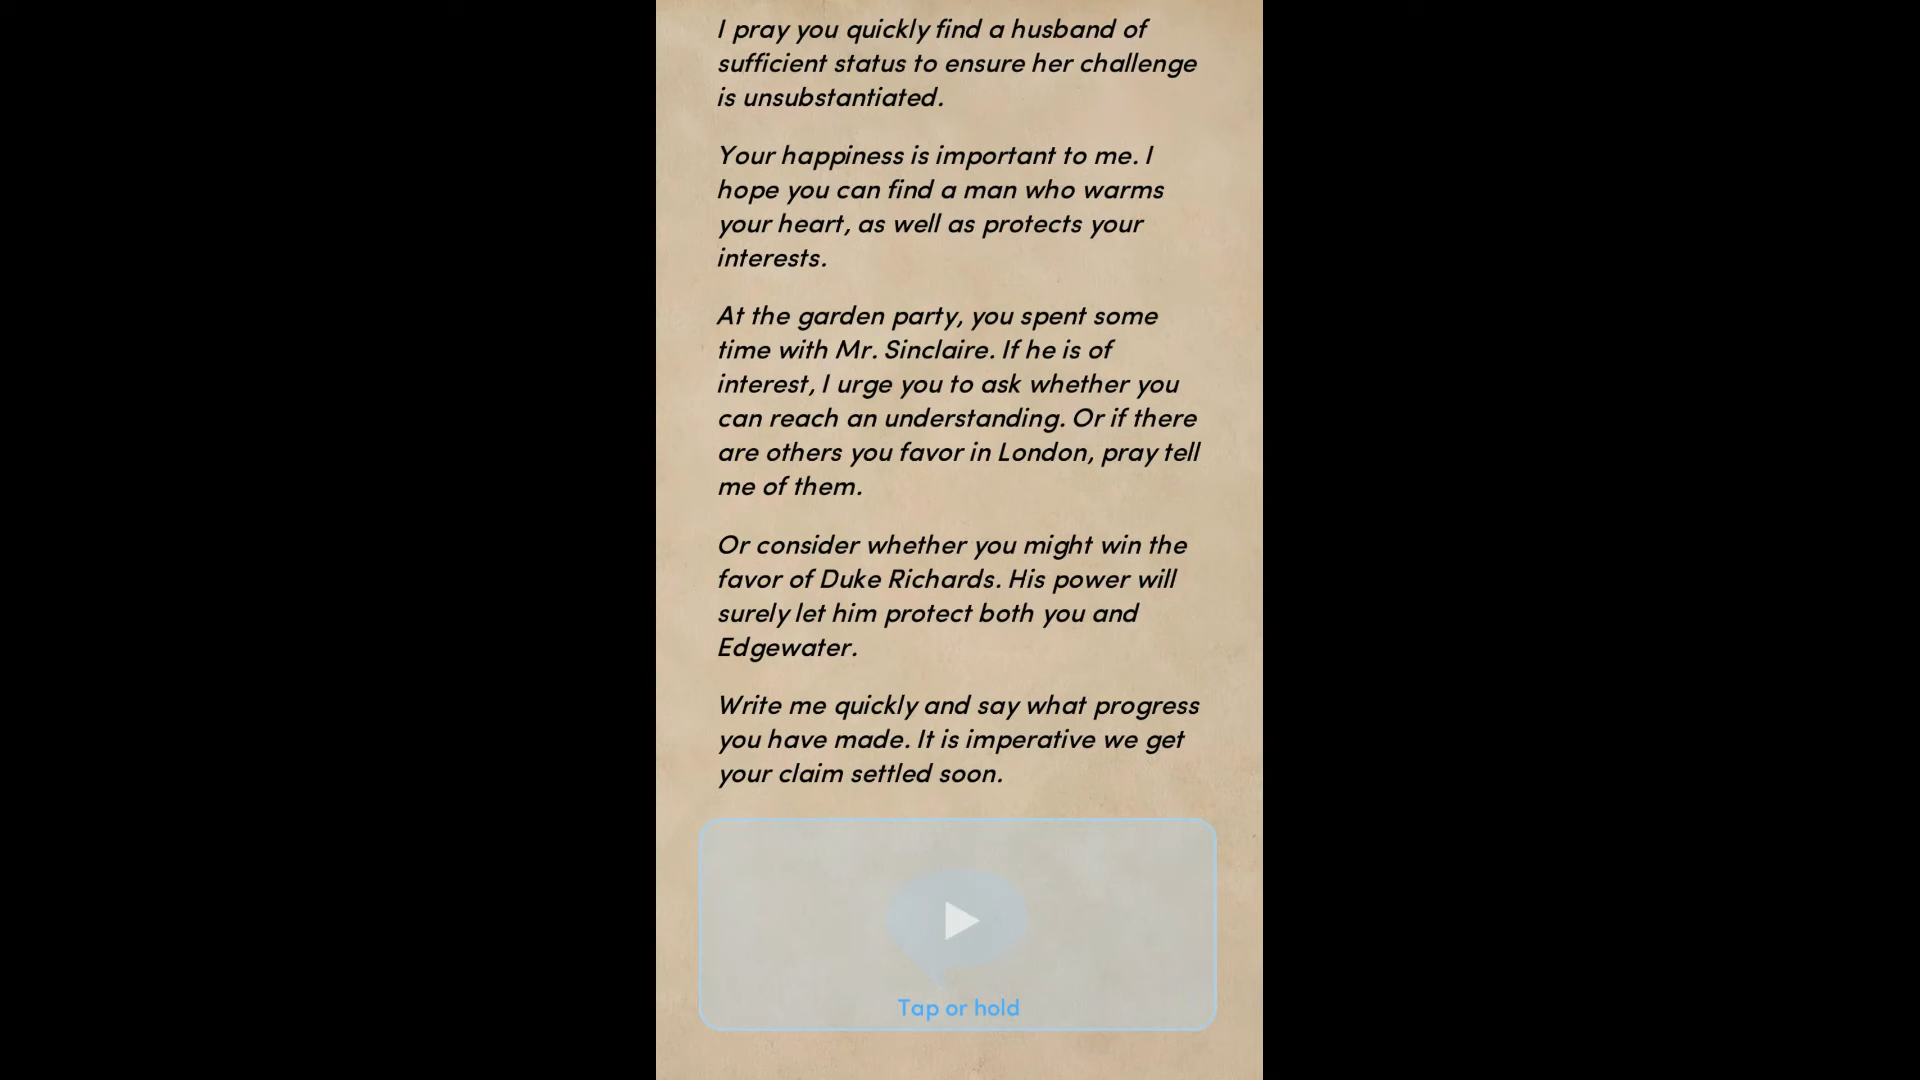 I pray you quickly find a husband of
sufficient status to ensure her challenge
is unsubstantiated.
Your happiness is important to me. I
hope you can find a man who warms
your heart, as well as protects your
interests.
At the garden party, you spent some
time with Mr. Sinclaire. If he is of
interest, I urge you to ask whether you
can reach an understanding. Or if there
are others you favor in London, pray tell
me of them.
Or consider whether you might win the
favor of Duke Richards. His power will
surely let him protect both you and
Edgewater.
Write me quickly and say what progress
you have made. It is imperative we get
your claim settled soon.
Tap or hold